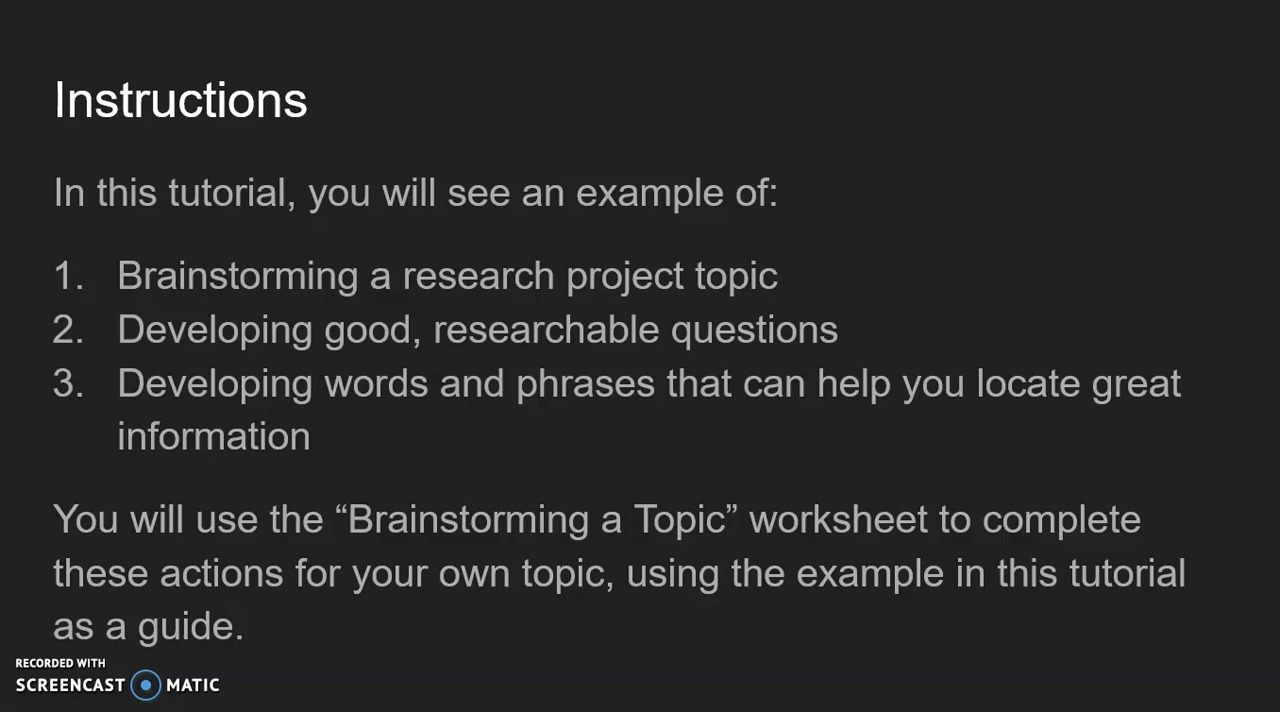 Instructions
In this tutorial, you will see an example of:
1. Brainstorming a research project topic
2. Developing good, researchable questions
3. Developing words and phrases that can help you locate great
information
You will use the “Brainstorming a Topic” worksheet to complete
these actions for your own topic, using the example in this tutorial
as a guide.
RECORDED WITH
SCREENCAST MATIC